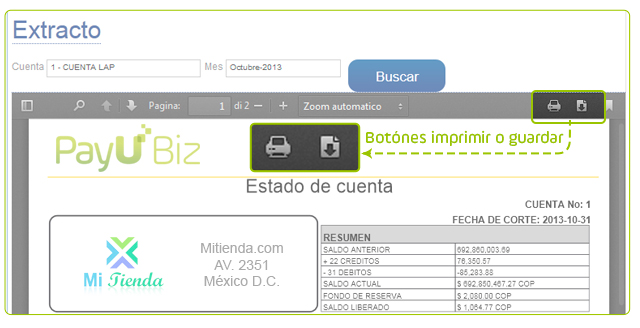 Extracto
Cuenta 1 - CUENTA LAP Mes Octubre-2013
Buscar
Pagina: 1 di 2 Zoom automatico
PayU Biz
Botónes imprimir o guardar
Estado de cuenta
CUENTA No: 1
FECHA DE CORTE: 2013-10-31
Mi Tienda
Mitienda.com
AV. 2351
México D.C.
RESUMEN
SALDO ANTERIOR 692,860,003.69
+ 22 CREDITOS 76,350.57
- 31 DEBITOS -85,283.88
SALDO ACTUAL $ 692,860,467.27 COP
FONDO DE RESERVA $ 2,080.00 COP
SALDO LIBERADO $ 1,064.77 COP